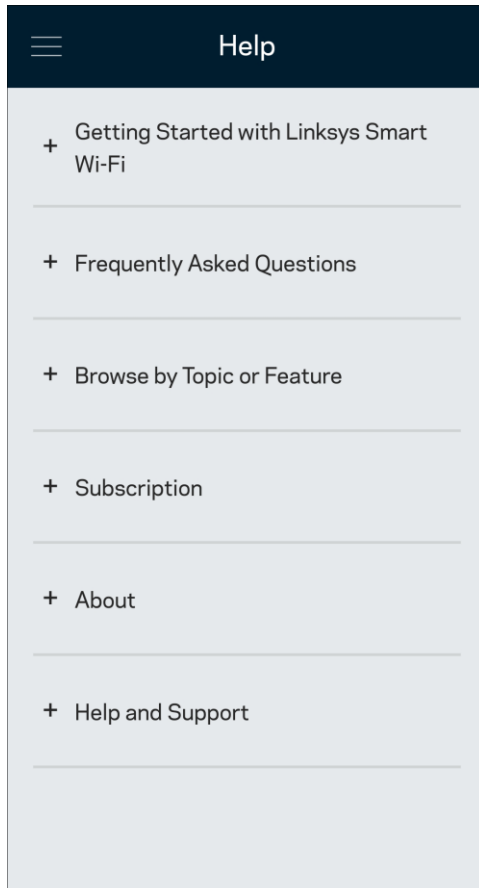 Help
Getting Started with Linksys Smart
Wi-Fi
Frequently Asked Questions
Browse by Topic or Feature
Subscription
About
Help and Support